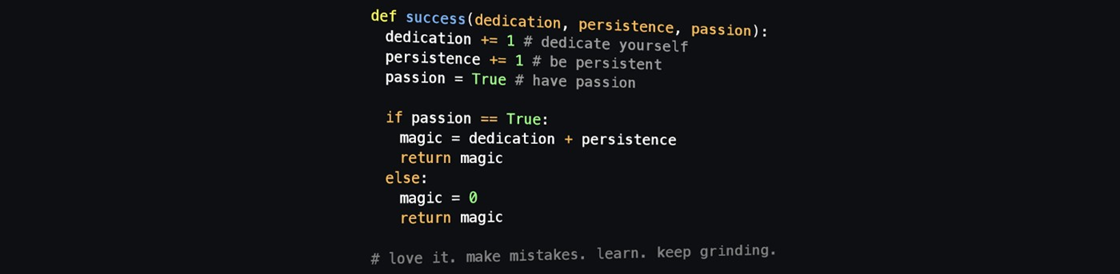 def success(dedication, persistence, passion):
  dedication += 1 # dedicate yourself
  persistence += 1 # be persistent
  passion = True # have passion

  if passion == True:
    magic = dedication + persistence
    return magic
  else:
    magic = 0
    return magic

# love it. make mistakes. learn. keep grinding.